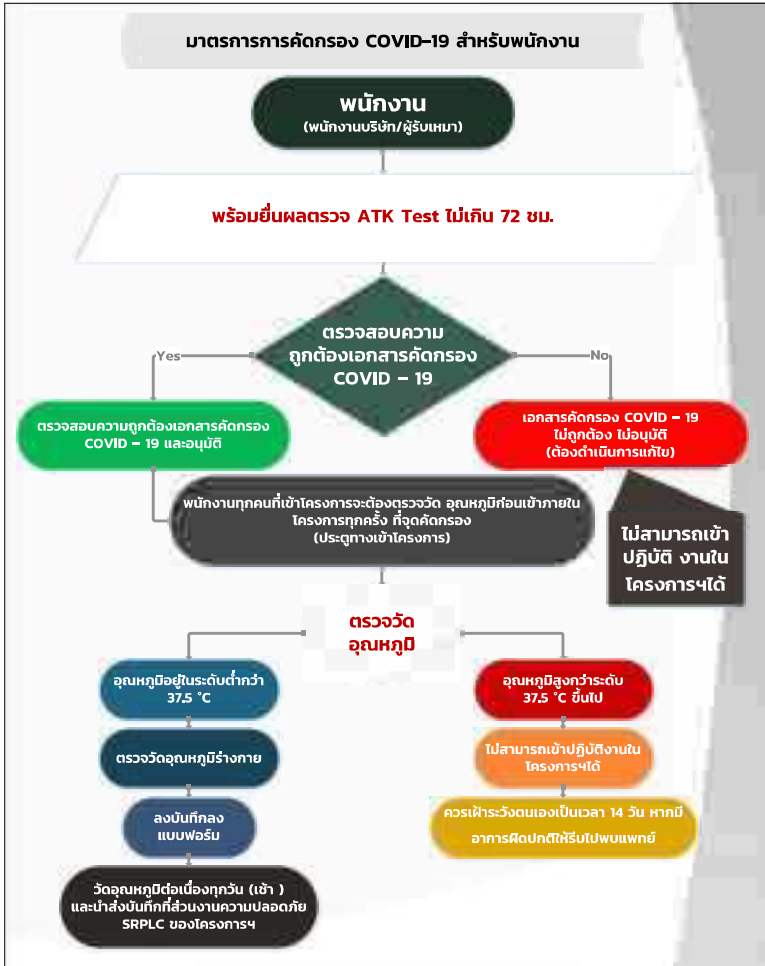 มาตรการการคัดกรอง COVID-19 สำหรับพนักงาน
พนักงาน
(พนักงานบริษัท/ผู้รับเหมา)
พร้อมยื่นผลตรวจ ATK Test ไม่เกิน 72 ชม.
ตรวจสอบความ
ถูกต้องเอกสารคัดกรอง
COVID – 19
Yes
No
ตรวจสอบความถูกต้องเอกสารคัดกรอง
COVID – 19 และอนุมัติ
เอกสารคัดกรอง COVID – 19
ไม่ถูกต้อง ไม่อนุมัติ
(ต้องดำเนินการแก้ไข)
พนักงานทุกคนที่เข้าโครงการจะต้องตรวจวัด อุณหภูมิก่อนเข้าภายใน
โครงการทุกครั้ง ที่จุดคัดกรอง
(ประตูทางเข้าโครงการ)
ไม่สามารถเข้า
ปฏิบัติ งานใน
โครงการฯได้
ตรวจวัด
อุณหภูมิ
อุณหภูมิอยู่ในระดับต่ำกว่า
37.5 °C
อุณหภูมิสูงกว่าระดับ
37.5 °C ขึ้นไป
ตรวจวัดอุณหภูมิร่างกาย
ไม่สามารถเข้าปฏิบัติงานใน
โครงการฯได้
ลงบันทึกลง
แบบฟอร์ม
ควรเฝ้าระวังตนเองเป็นเวลา 14 วัน หากมี
อาการผิดปกติให้รีบไปพบแพทย์
วัดอุณหภูมิต่อเนื่องทุกวัน (เช้า )
และนำส่งบันทึกที่ส่วนงานความปลอดภัย
SRPLC ของโครงการฯ